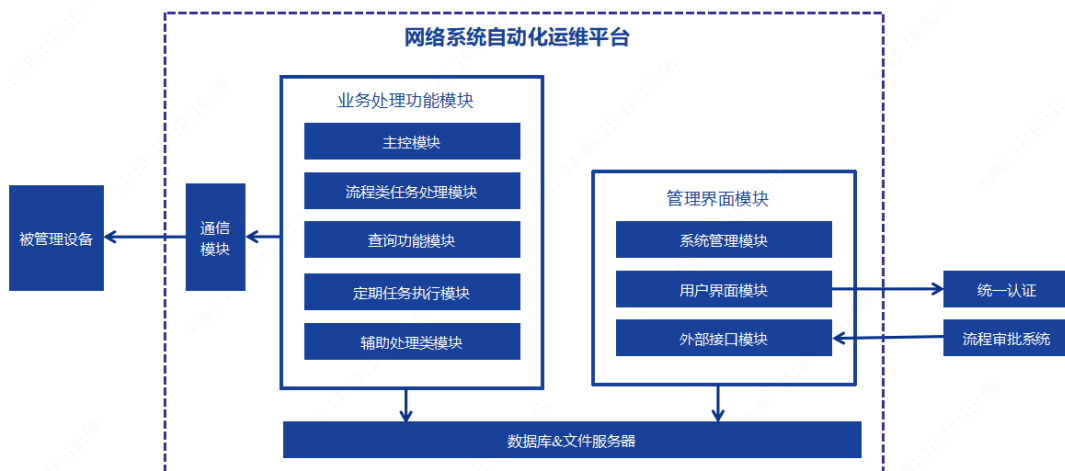 网络系统自动化运维平台
业务处理功能模块
主控模块
流程类任务处理模块
查询功能模块
定期任务执行模块
辅助处理类模块
被管理设备
通信
模块
管理界面模块
系统管理模块
用户界面模块
外部接口模块
统一认证
流程审批系统
数据库&文件服务器